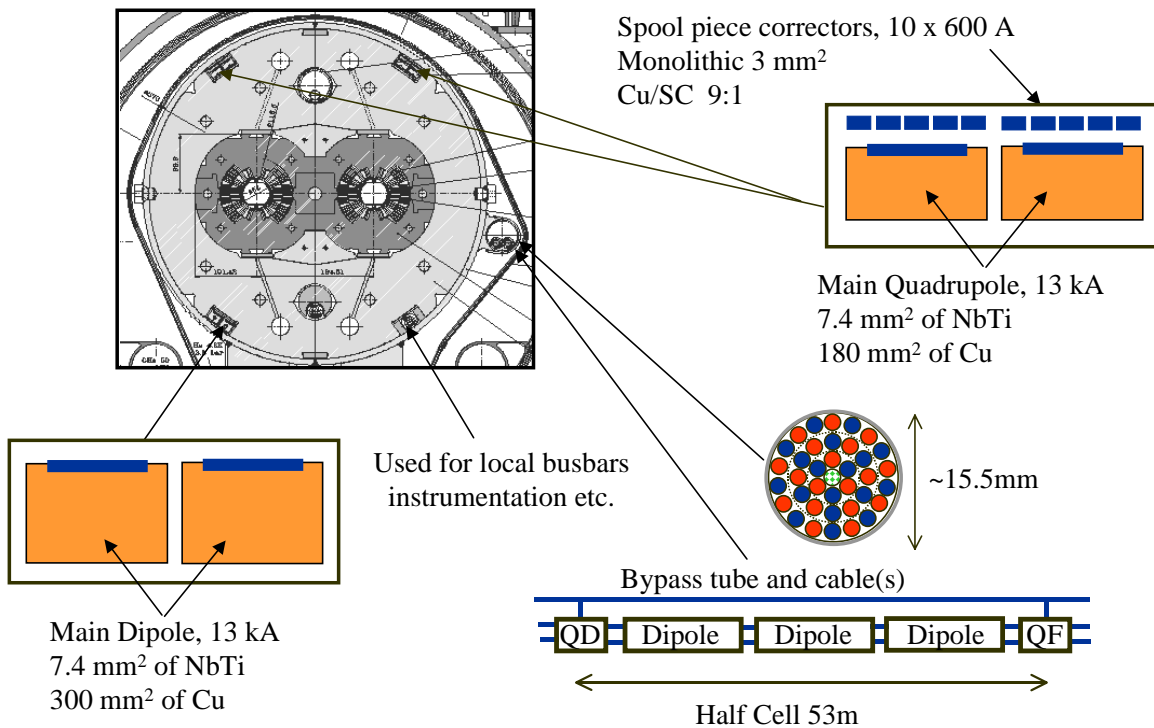 Spool piece correctors, 10 x 600 A
Monolithic 3 mm²
Cu/SC 9:1
Main Quadrupole, 13 kA
7.4 mm² of NbTi
180 mm² of Cu
Used for local busbars
instrumentation etc.
~15.5mm
Main Dipole, 13 kA
7.4 mm² of NbTi
300 mm² of Cu
Bypass tube and cable(s)
QD Dipole Dipole Dipole QF
Half Cell 53m